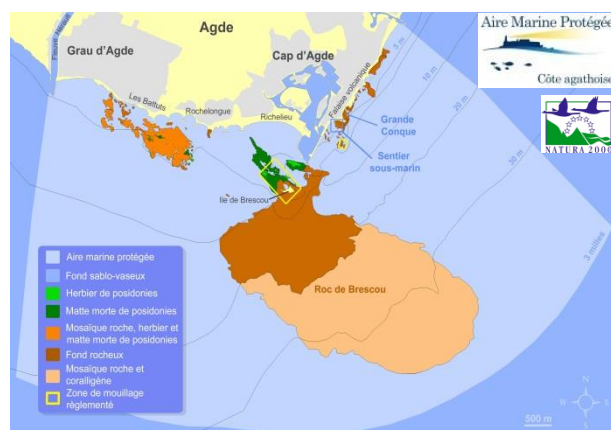 Agde
Grau d'Agde
Cap d'Agde
Fleuve Hérault
Les Battuts
Rochelongue
Richelieu
Falaise volcanique
5 m
10 m
20 m
30 m
3 milles
Grande
Conque
Sentier
sous-marin
Ile de Brescou
Roc de Brescou
Aire Marine Protégée
Côte agathoise
NATURA 2000
Aire marine protégée
Fond sablo-vaseux
Herbier de posidonies
Matte morte de posidonies
Mosaïque roche, herbier et
matte morte de posidonies
Fond rocheux
Mosaïque roche et
coralligène
Zone de mouillage
règlementé
N
S
500 m